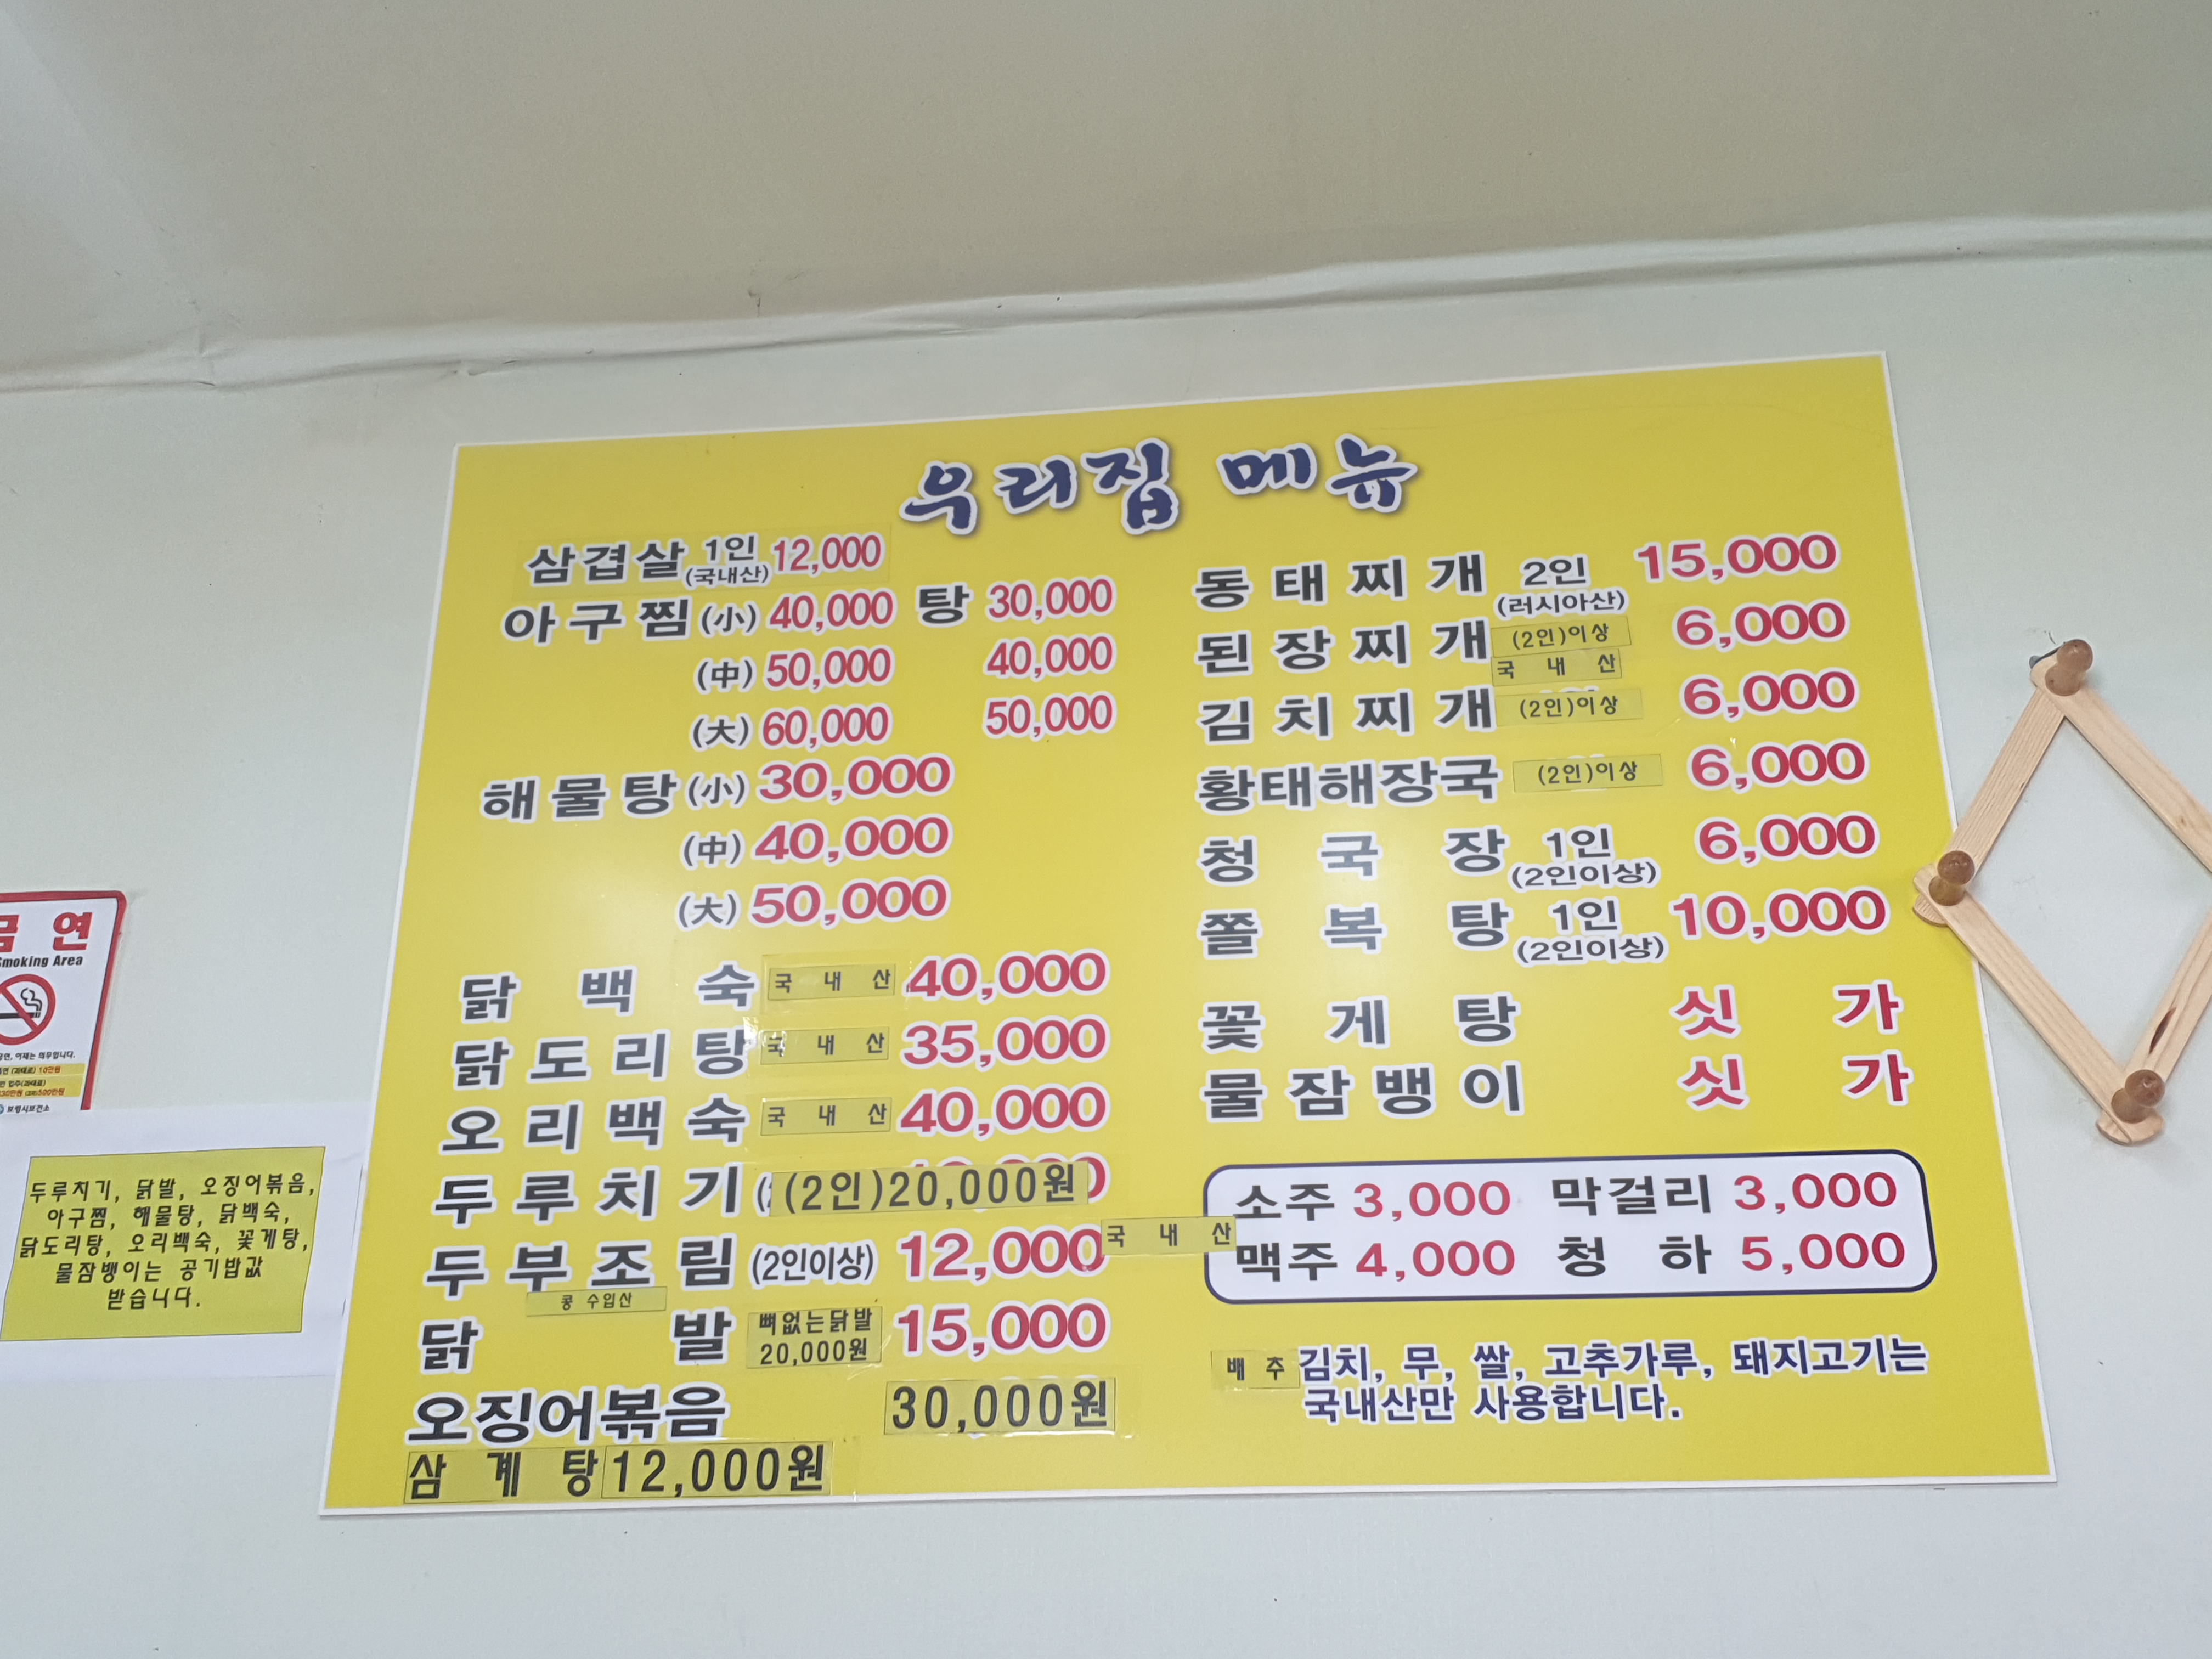 우리집 메뉴
삼겹살 1인 (국내산) 12,000
아구찜 (小) 40,000 탕 30,000
(中) 50,000 40,000
(大) 60,000 50,000
해물탕 (小) 30,000
(中) 40,000
(大) 50,000
닭백숙 국내산 40,000
닭도리탕 국내산 35,000
오리백숙 국내산 40,000
두루치기 (2인)20,000원
두부조림 (2인이상) 12,000 국내산
콩 수입산
닭발 뼈없는닭발 20,000원 15,000
오징어볶음 30,000원
삼계탕 12,000원
동태찌개 2인 (러시아산) 15,000
된장찌개 (2인)이상 국내산 6,000
김치찌개 (2인)이상 6,000
황태해장국 (2인)이상 6,000
청국장 1인 (2인이상) 6,000
쫄복탕 1인 (2인이상) 10,000
꽃게탕 싯가
물잠뱅이 싯가
소주 3,000 막걸리 3,000
맥주 4,000 청하 5,000
배추 김치, 무, 쌀, 고추가루, 돼지고기는
국내산만 사용합니다.
연
Smoking Area
보령시보건소
두루치기, 닭발, 오징어볶음,
아구찜, 해물탕, 닭백숙,
닭도리탕, 오리백숙, 꽃게탕,
물잠뱅이는 공기밥값
받습니다.